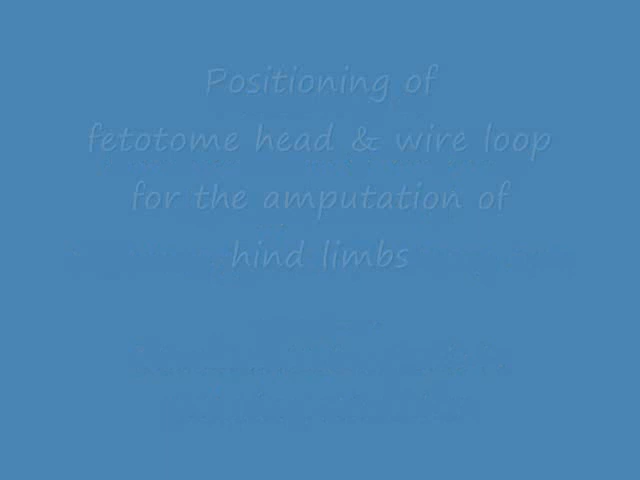 Positioning of
fetotome head & wire loop
for the amputation of
hind limbs